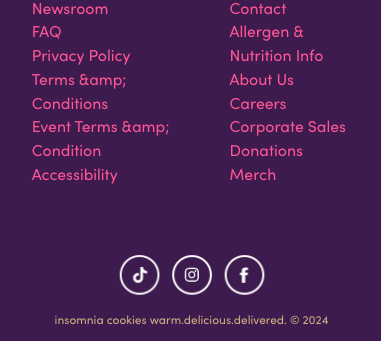 Newsroom
FAQ
Privacy Policy
Terms &amp;
Conditions
Event Terms &amp;
Condition
Accessibility
Contact
Allergen &
Nutrition Info
About Us
Careers
Corporate Sales
Donations
Merch
insomnia cookies warm.delicious.delivered. © 2024